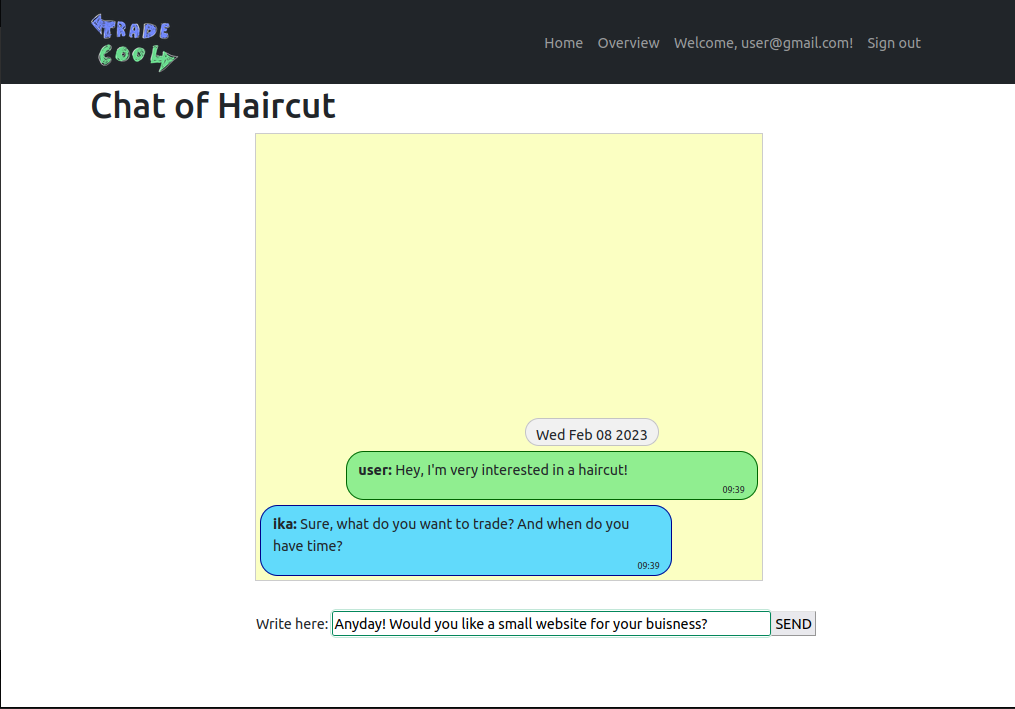 TRADE
COOL
Home Overview Welcome, user@gmail.com! Sign out
Chat of Haircut
Wed Feb 08 2023
user: Hey, I'm very interested in a haircut!
09:39
ika: Sure, what do you want to trade? And when do you
have time?
09:39
Write here: Anyday! Would you like a small website for your buisness? SEND